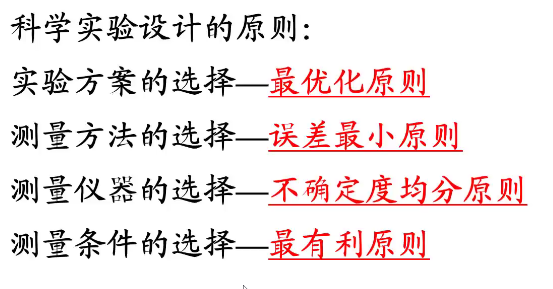 科学实验设计的原则：
实验方案的选择—最优化原则
测量方法的选择—误差最小原则
测量仪器的选择—不确定度均分原则
测量条件的选择—最有利原则